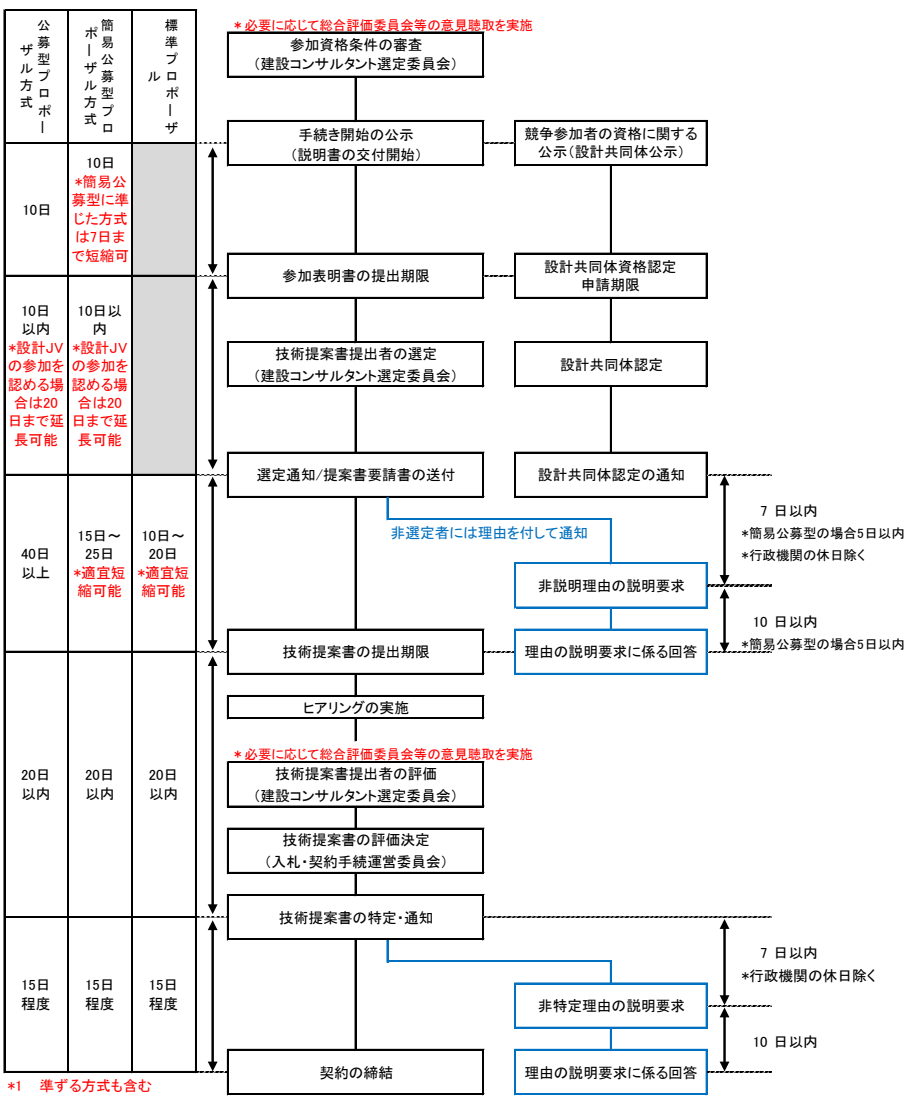 公募型プロポーザル方式
簡易公募型プロポーザル方式
標準プロポーザル
*必要に応じて総合評価委員会等の意見聴取を実施
参加資格条件の審査
(建設コンサルタント選定委員会)
手続き開始の公示
(説明書の交付開始)
競争参加者の資格に関する
公示(設計共同体公示)
10日
10日
*簡易公
募型に準
じた方式
は7日ま
で短縮可
参加表明書の提出期限
設計共同体資格認定
申請期限
10日
以内
*設計JV
の参加を
認める場
合は20
日まで延
長可能
10日以
内
*設計JV
の参加を
認める場
合は20
日まで延
長可能
技術提案書提出者の選定
(建設コンサルタント選定委員会)
設計共同体認定
選定通知/提案書要請書の送付
設計共同体認定の通知
非選定者には理由を付して通知
7 日以内
*簡易公募型の場合5日以内
*行政機関の休日除く
40日
以上
15日～
25日
*適宜短
縮可能
10日～
20日
*適宜短
縮可能
非説明理由の説明要求
10 日以内
*簡易公募型の場合5日以内
技術提案書の提出期限
理由の説明要求に係る回答
ヒアリングの実施
*必要に応じて総合評価委員会等の意見聴取を実施
技術提案書提出者の評価
(建設コンサルタント選定委員会)
20日
以内
20日
以内
20日
以内
技術提案書の評価決定
(入札・契約手続運営委員会)
技術提案書の特定・通知
7 日以内
*行政機関の休日除く
15日
程度
15日
程度
15日
程度
非特定理由の説明要求
10 日以内
契約の締結
理由の説明要求に係る回答
*1 準ずる方式も含む